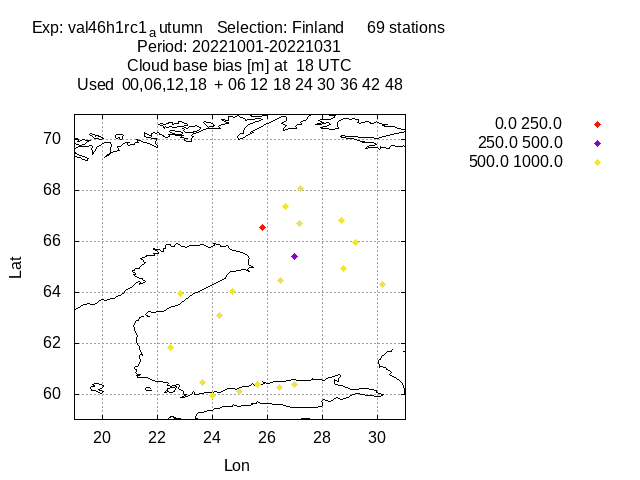 Exp: val46h1rc1autumn Selection: Finland 69 stations
Period: 20221001-20221031
Cloud base bias [m] at 18 UTC
Used 00,06,12,18 + 06 12 18 24 30 36 42 48
0.0 250.0
250.0 500.0
500.0 1000.0
70
68
66
64
62
60
Lat
20 22 24 26 28 30
Lon